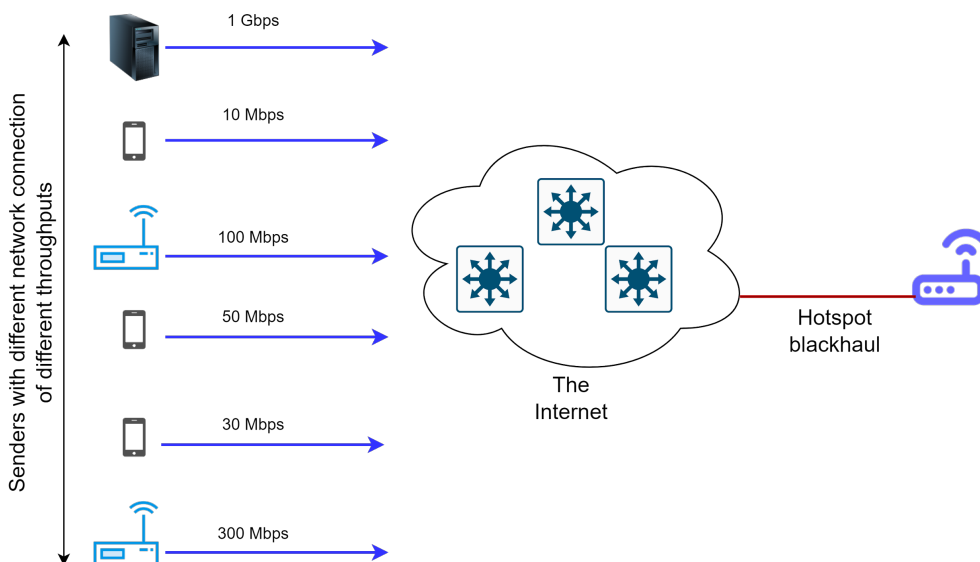 Senders with different network connection
of different throughputs
1 Gbps
10 Mbps
100 Mbps
50 Mbps
30 Mbps
300 Mbps
The
Internet
Hotspot
blackhaul